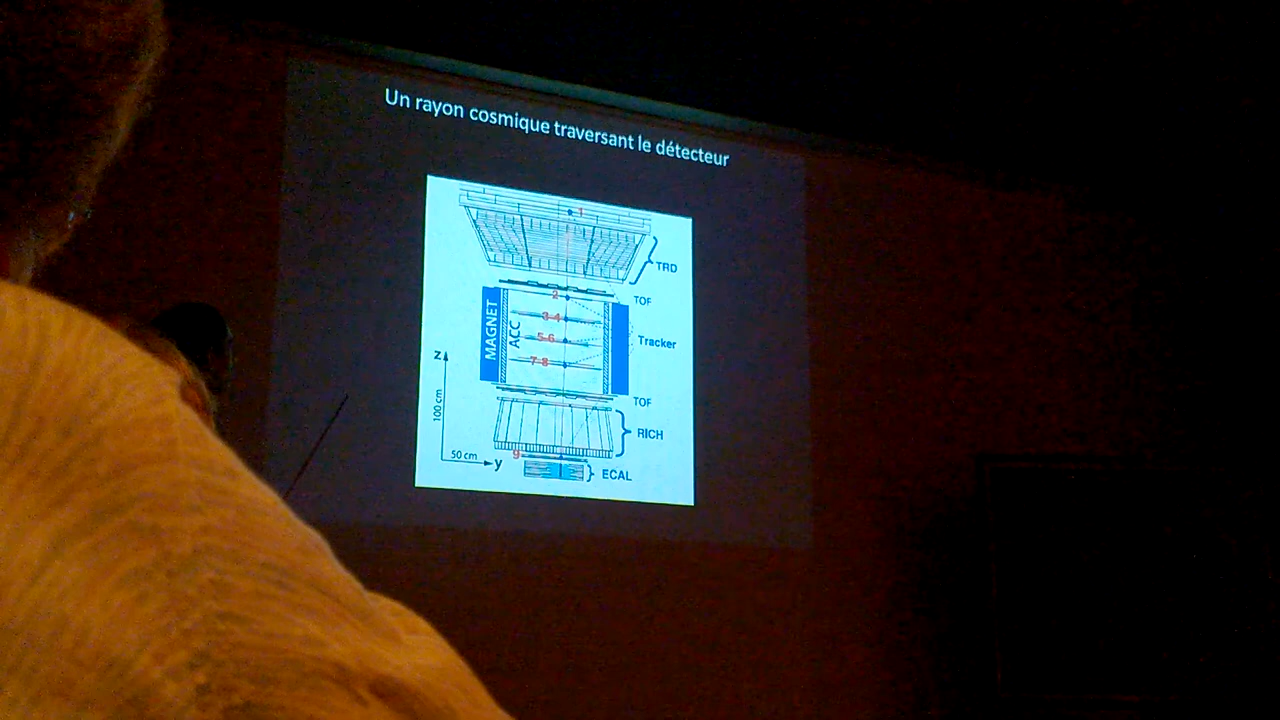 Un rayon cosmique traversant le détecteur
1
TRD
2
TOF
MAGNET
ACC
3-4
5-6
Tracker
7-8
z
100 cm
TOF
RICH
9
50 cm
y
ECAL